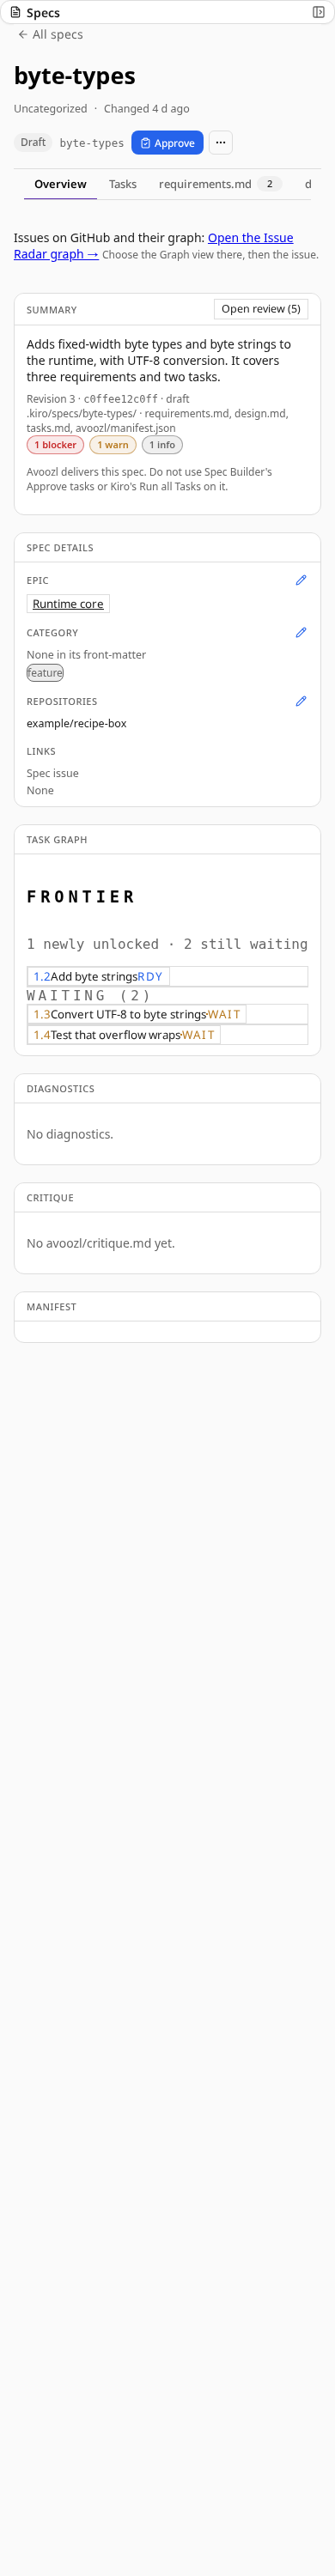 Specs
All specs
byte-types
Uncategorized · Changed 4 d ago
Draft byte-types Approve ...
Overview Tasks requirements.md 2 d
Issues on GitHub and their graph: Open the Issue
Radar graph → Choose the Graph view there, then the issue.
SUMMARY Open review (5)
Adds fixed-width byte types and byte strings to
the runtime, with UTF-8 conversion. It covers
three requirements and two tasks.
Revision 3 · c0ffee12c0ff · draft
.kiro/specs/byte-types/ · requirements.md, design.md,
tasks.md, avoozl/manifest.json
1 blocker 1 warn 1 info
Avoozl delivers this spec. Do not use Spec Builder's
Approve tasks or Kiro's Run all Tasks on it.
SPEC DETAILS
EPIC
Runtime core
CATEGORY
None in its front-matter
feature
REPOSITORIES
example/recipe-box
LINKS
Spec issue
None
TASK GRAPH
FRONTIER
1 newly unlocked · 2 still waiting
1.2 Add byte strings RDY
WAITING (2)
1.3 Convert UTF-8 to byte strings WAIT
1.4 Test that overflow wraps WAIT
DIAGNOSTICS
No diagnostics.
CRITIQUE
No avoozl/critique.md yet.
MANIFEST